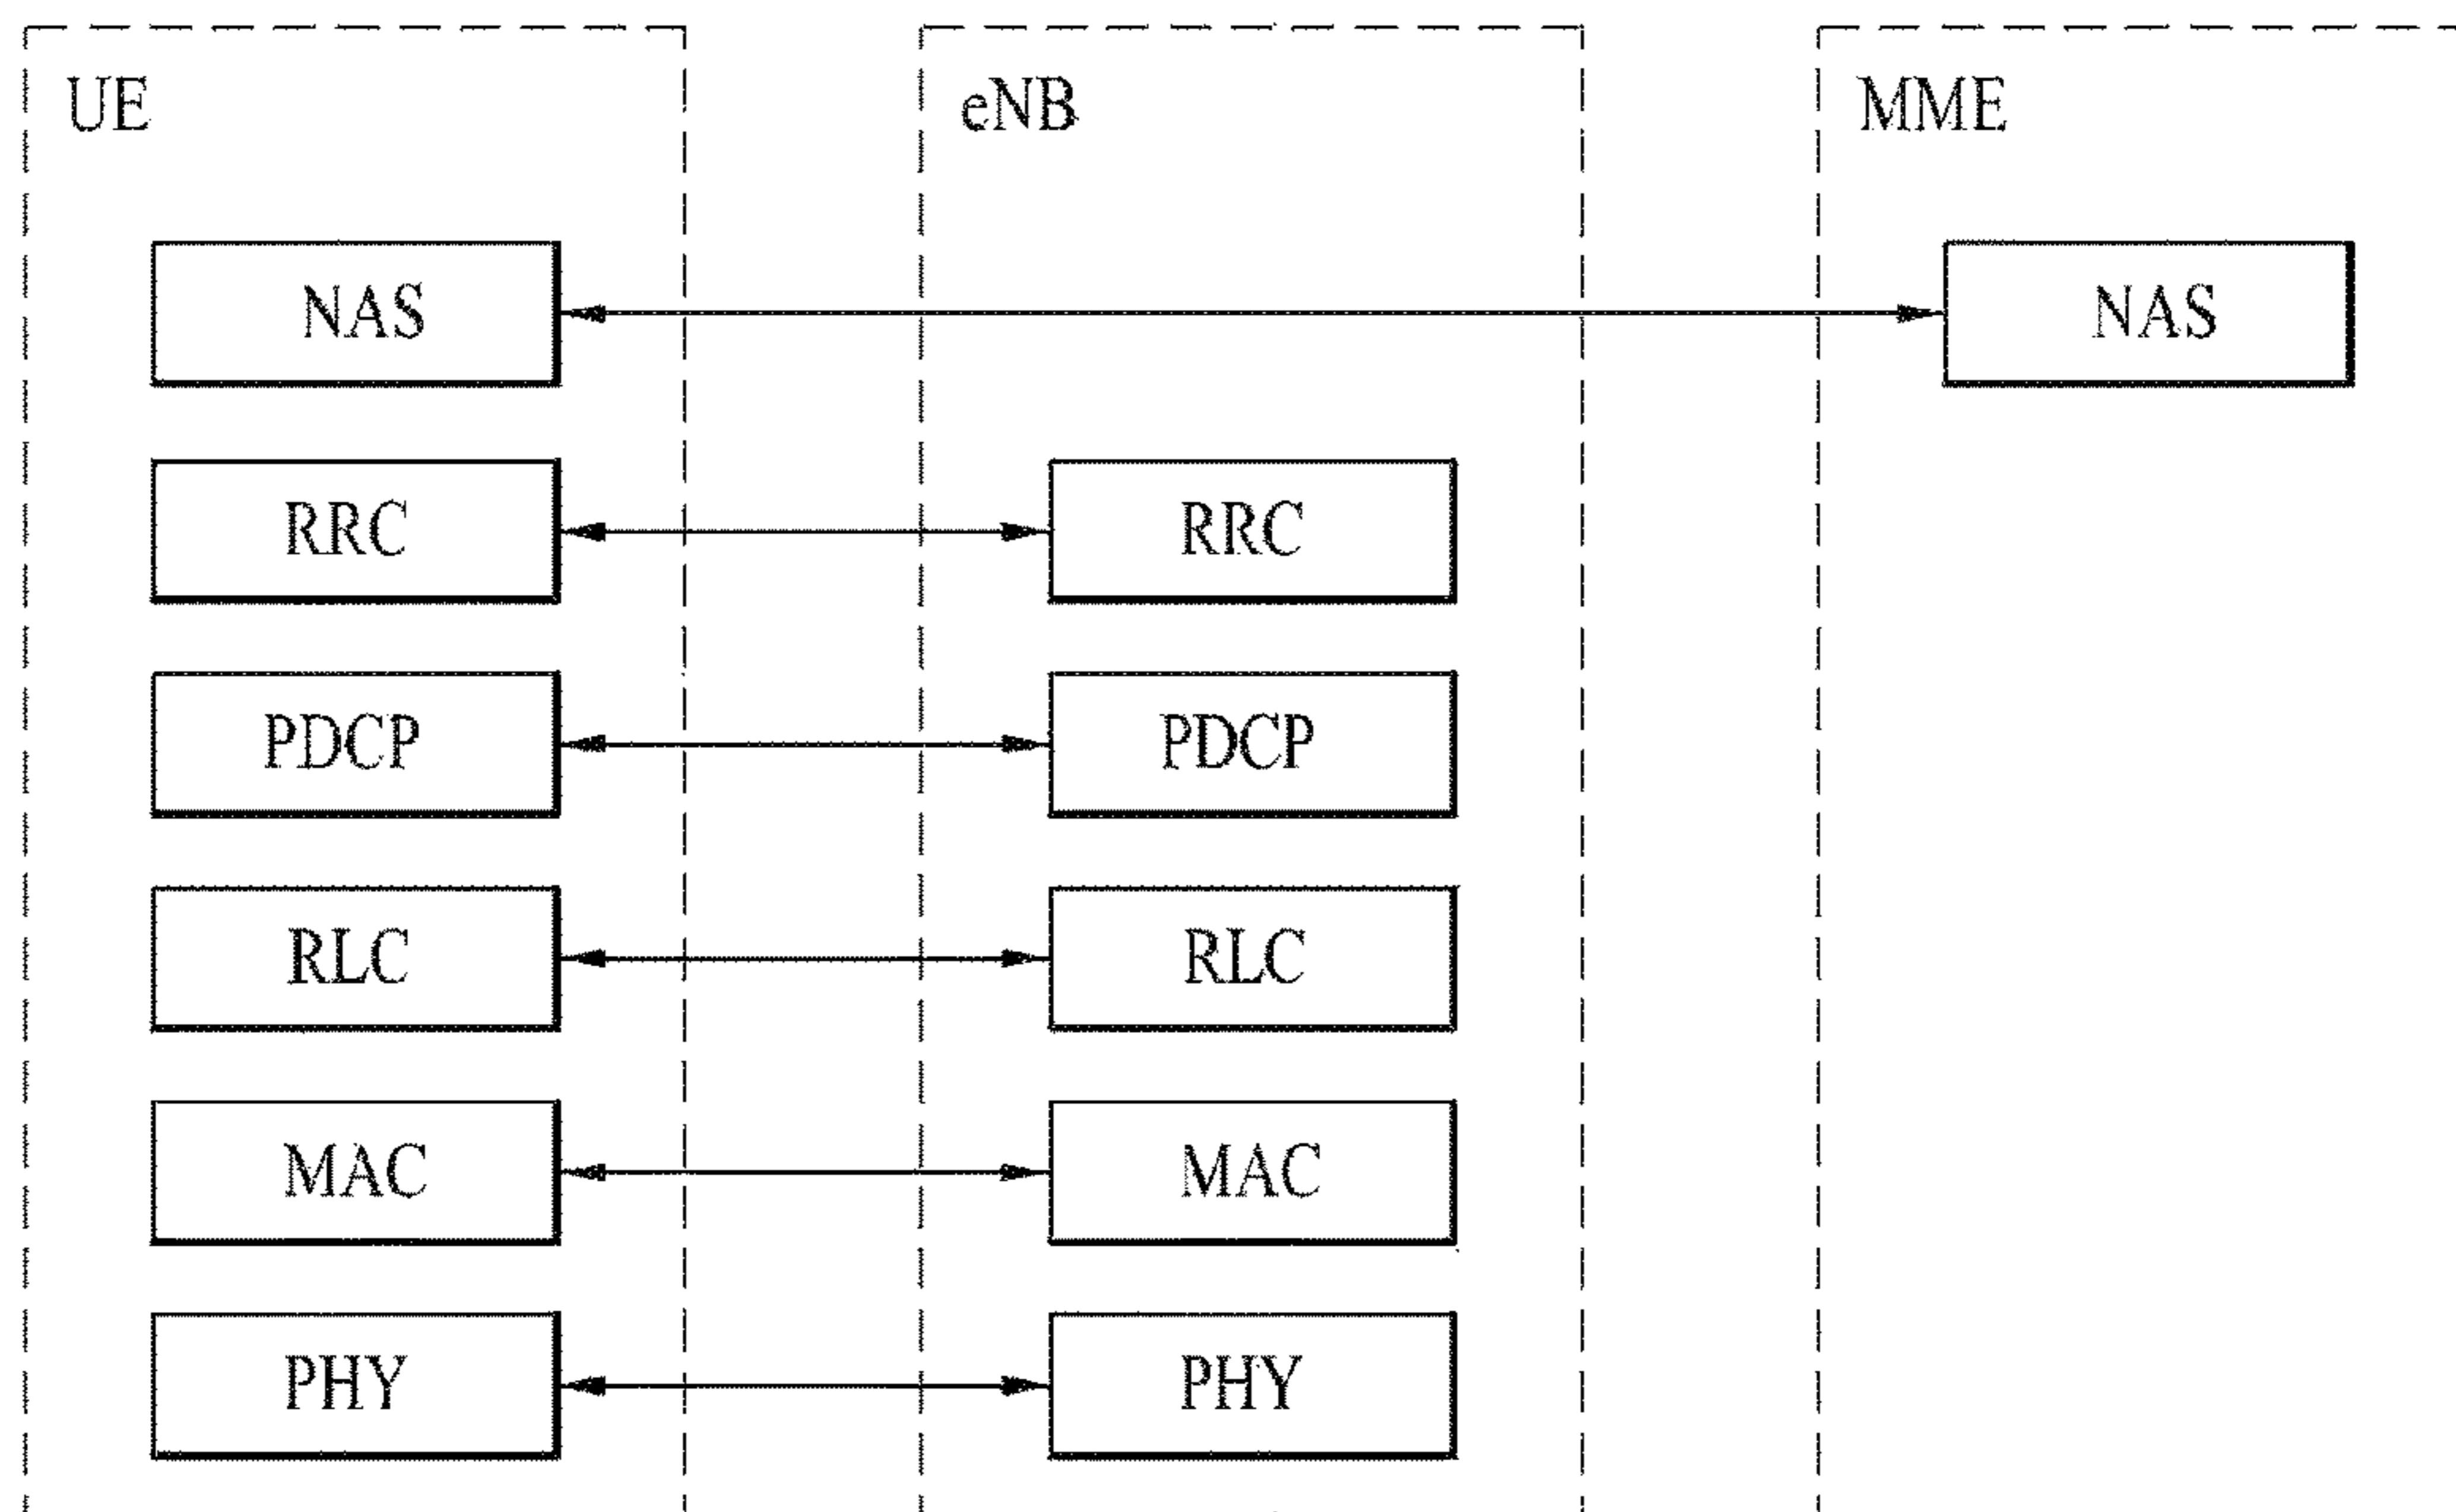 UE eNB MME
NAS NAS
RRC RRC
PDCP PDCP
RLC RLC
MAC MAC
PHY PHY